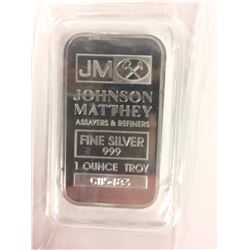 JM
JOHNSON
MATTHEY
ASSAYERS & REFINERS
FINE SILVER
999
1 OUNCE TROY